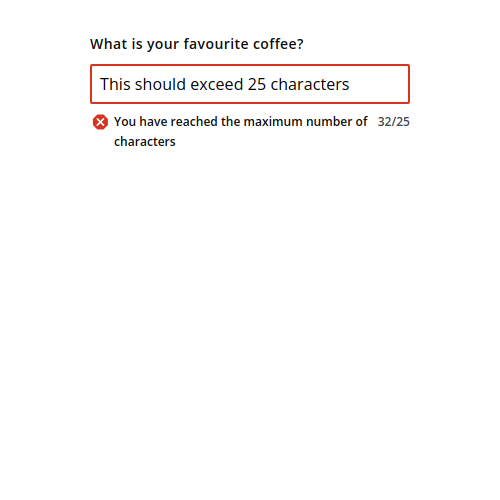 What is your favourite coffee?
This should exceed 25 characters
You have reached the maximum number of 32/25
characters